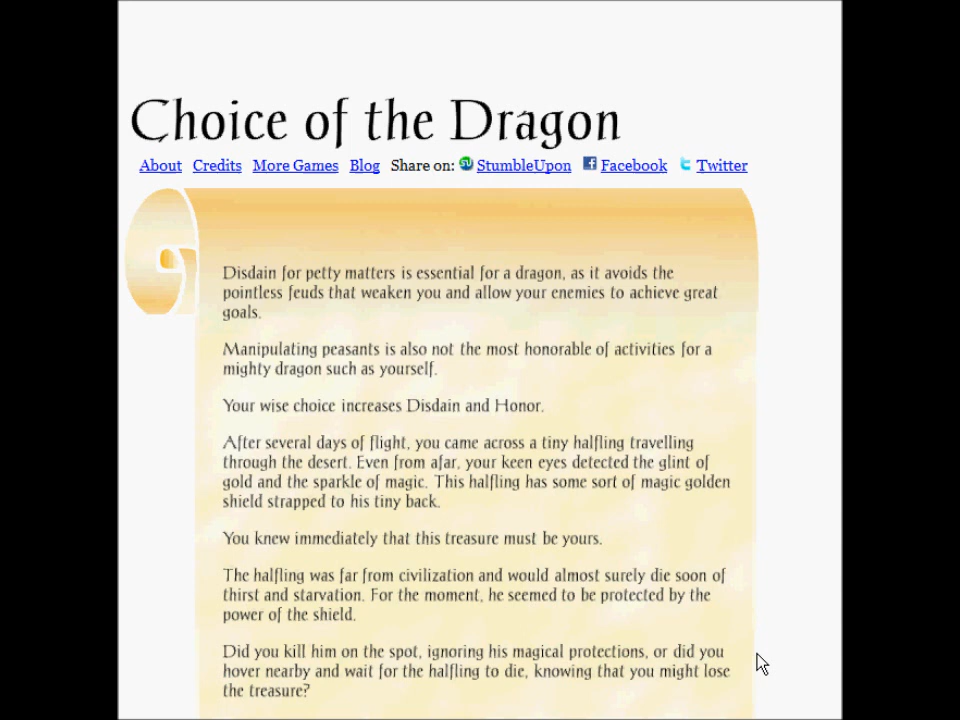 Choice of the Dragon
About Credits More Games Blog Share on: StumbleUpon Facebook Twitter
Disdain for petty matters is essential for a dragon, as it avoids the
pointless feuds that weaken you and allow your enemies to achieve great
goals.
Manipulating peasants is also not the most honorable of activities for a
mighty dragon such as yourself.
Your wise choice increases Disdain and Honor.
After several days of flight, you came across a tiny halfling travelling
through the desert. Even from afar, your keen eyes detected the glint of
gold and the sparkle of magic. This halfling has some sort of magic golden
shield strapped to his tiny back.
You knew immediately that this treasure must be yours.
The halfling was far from civilization and would almost surely die soon of
thirst and starvation. For the moment, he seemed to be protected by the
power of the shield.
Did you kill him on the spot, ignoring his magical protections, or did you
hover nearby and wait for the halfling to die, knowing that you might lose
the treasure?